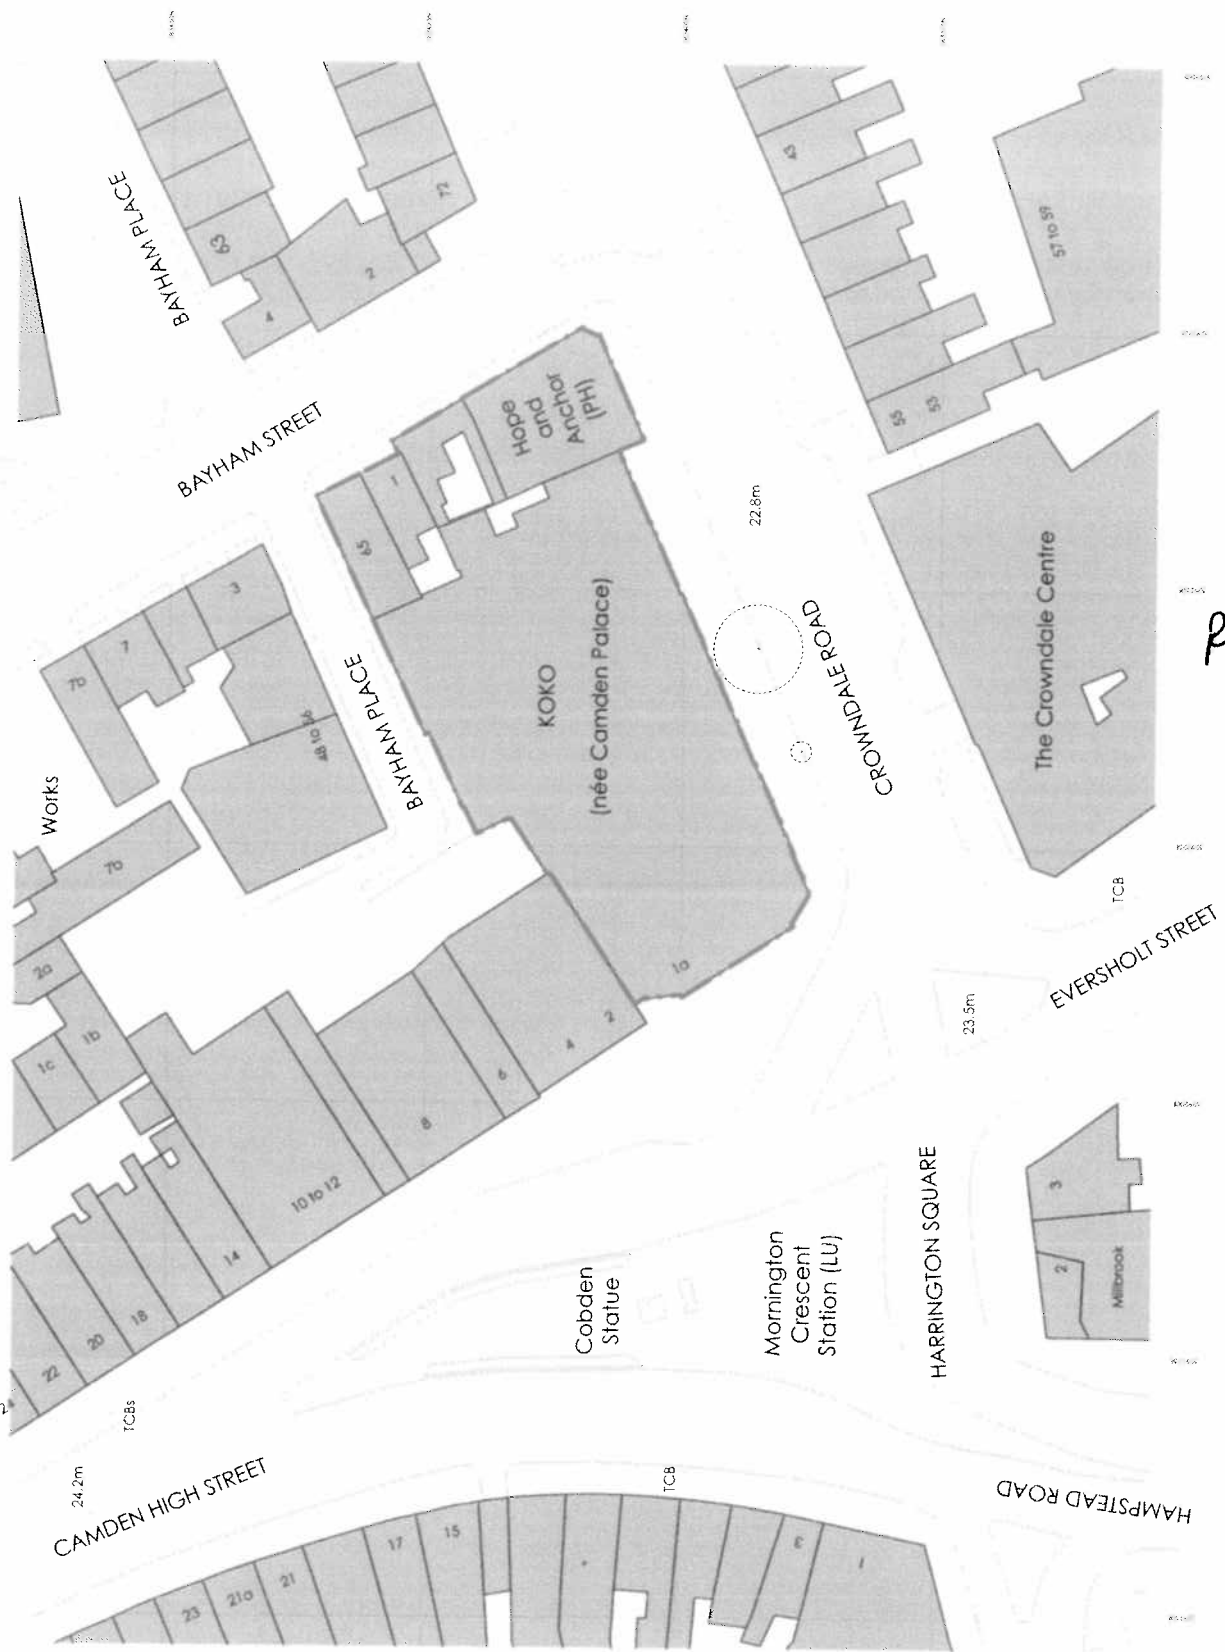 BAYHAM PLACE
63
4
2
72
43
57 to 59
55
53
BAYHAM STREET
Hope
and
Anchor
(PH)
1
65
22.8m
3
7
7b
48 to 56
BAYHAM PLACE
KOKO
(née Camden Palace)
CROWNDALE ROAD
The Crowndale Centre
Works
7b
2a
1b
1c
1a
TCB
EVERSHOLT STREET
23.5m
2
4
6
8
10 to 12
14
18
20
22
24
TCBs
Cobden
Statue
Mornington
Crescent
Station (LU)
HARRINGTON SQUARE
3
2
Millbrook
24.2m
CAMDEN HIGH STREET
TCB
HAMPSTEAD ROAD
15
17
21
21a
23
3
1